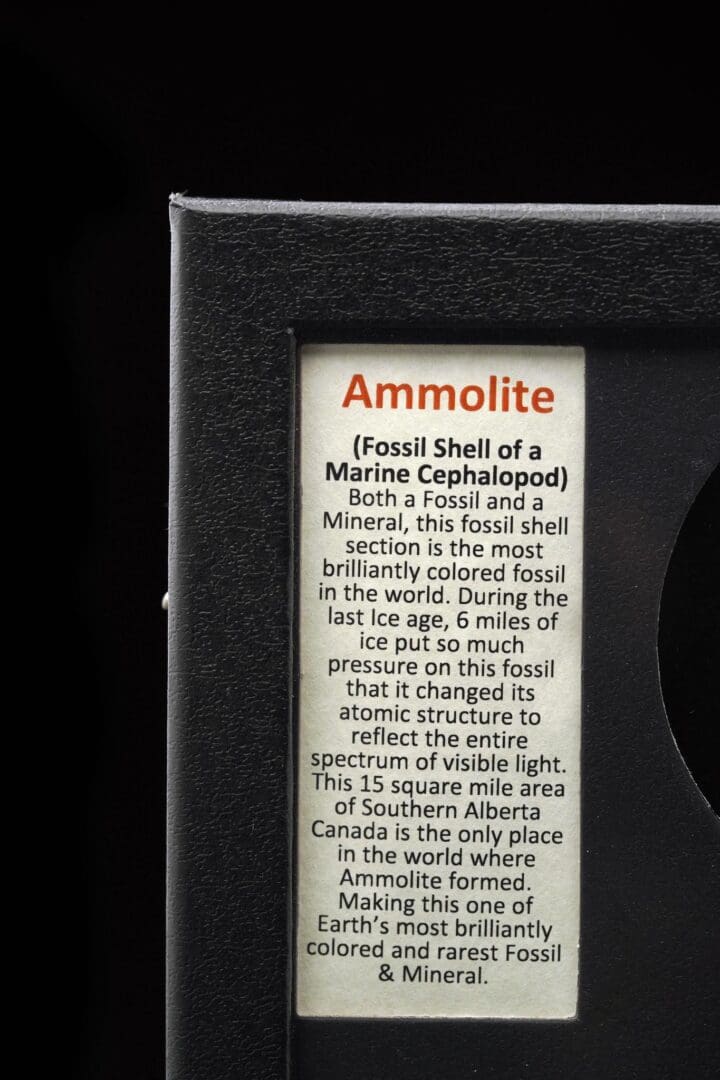 Ammolite
(Fossil Shell of a
Marine Cephalopod)
Both a Fossil and a
Mineral, this fossil shell
section is the most
brilliantly colored fossil
in the world. During the
last Ice age, 6 miles of
ice put so much
pressure on this fossil
that it changed its
atomic structure to
reflect the entire
spectrum of visible light.
This 15 square mile area
of Southern Alberta
Canada is the only place
in the world where
Ammolite formed.
Making this one of
Earth's most brilliantly
colored and rarest Fossil
& Mineral.